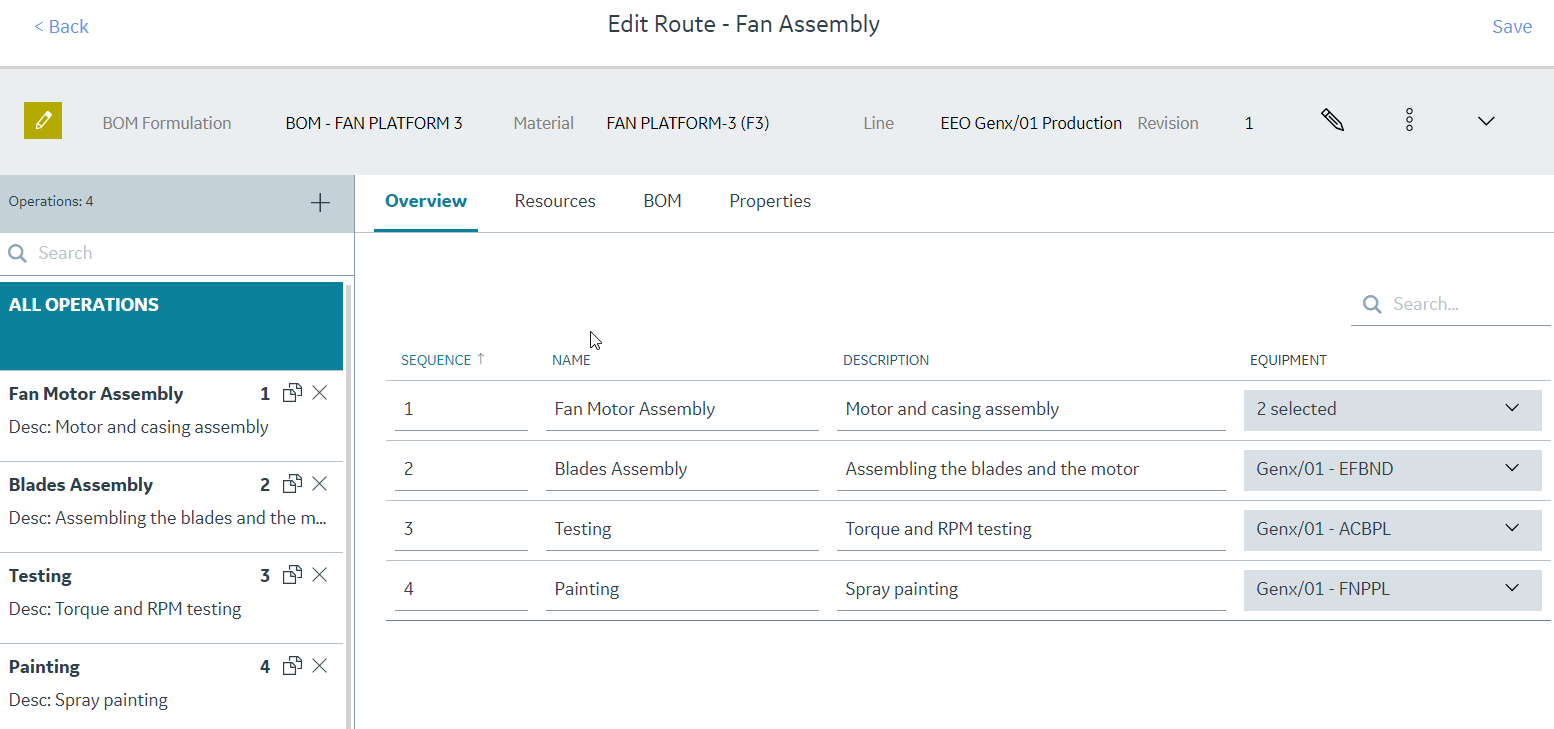 < Back
Edit Route - Fan Assembly
Save
BOM Formulation BOM - FAN PLATFORM 3 Material FAN PLATFORM-3 (F3) Line EEO Genx/01 Production Revision 1
Operations: 4
Search
ALL OPERATIONS
Fan Motor Assembly 1
Desc: Motor and casing assembly
Blades Assembly 2
Desc: Assembling the blades and the m...
Testing 3
Desc: Torque and RPM testing
Painting 4
Desc: Spray painting
Overview Resources BOM Properties
Search...
SEQUENCE ↑ NAME DESCRIPTION EQUIPMENT
1 Fan Motor Assembly Motor and casing assembly 2 selected
2 Blades Assembly Assembling the blades and the motor Genx/01 - EFBND
3 Testing Torque and RPM testing Genx/01 - ACBPL
4 Painting Spray painting Genx/01 - FNPPL